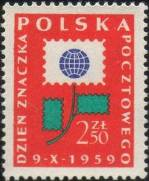 POLSKA
DZIEŃ ZNACZKA
POCZTOWEGO
2.50 ZŁ
9-X-1959